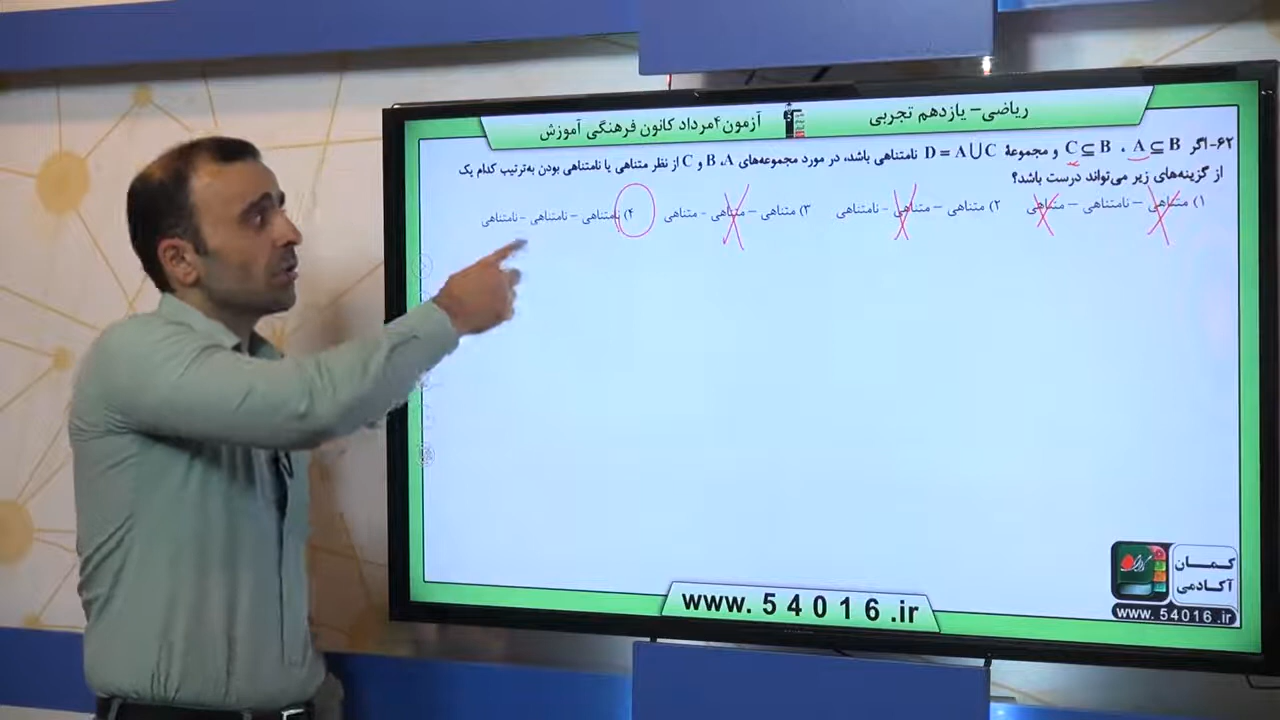 ریاضی - یازدهم تجربی
آزمون ۴ مرداد کانون فرهنگی آموزش
۶۲- اگر A ⊆ B ، C ⊆ B و مجموعهٔ D = A ∪ C نامتناهی باشد، در مورد مجموعه‌های B ،A و C از نظر متناهی یا نامتناهی بودن به‌ترتیب کدام یک
از گزینه‌های زیر می‌تواند درست باشد؟
۱) متناهی – نامتناهی – متناهی ۲) متناهی – متناهی - نامتناهی ۳) متناهی – متناهی - متناهی ۴) نامتناهی – نامتناهی - نامتناهی
کمان
آکادمی
www. 54016 .ir
www. 54016 .ir